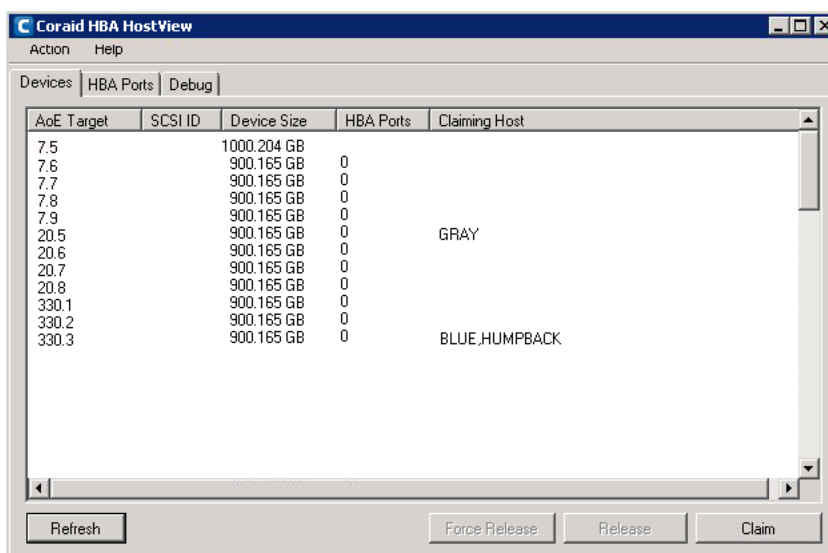 Coraid HBA HostView
Action Help
Devices HBA Ports Debug
AoE Target SCSI ID Device Size HBA Ports Claiming Host
7.5 1000.204 GB
7.6 900.165 GB 0
7.7 900.165 GB 0
7.8 900.165 GB 0
7.9 900.165 GB 0
20.5 900.165 GB 0 GRAY
20.6 900.165 GB 0
20.7 900.165 GB 0
20.8 900.165 GB 0
330.1 900.165 GB 0
330.2 900.165 GB 0
330.3 900.165 GB 0 BLUE,HUMPBACK
Refresh Force Release Release Claim